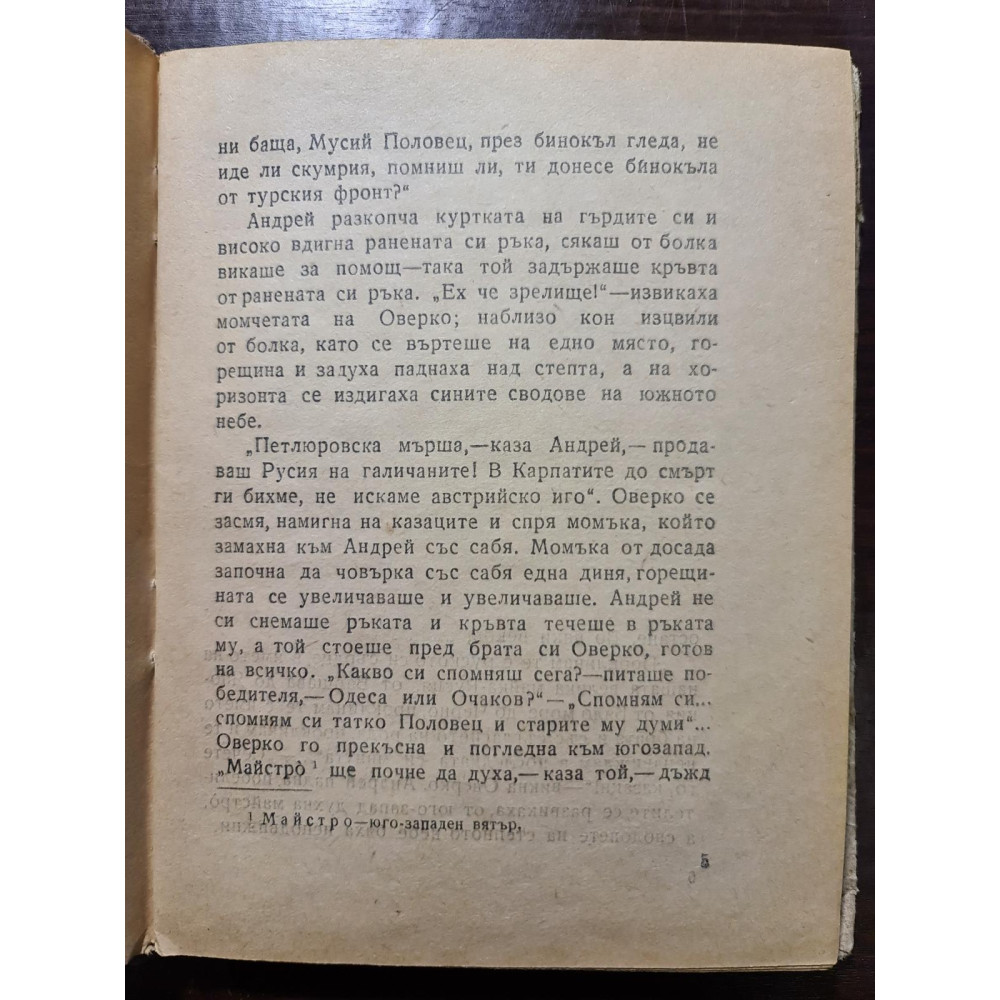 ни баща, Мусий Половец, през бинокъл гледа, не
иде ли скумрия, помниш ли, ти донесе бинокъла
от турския фронт?“
Андрей разкопча куртката на гърдите си и
високо вдигна ранената си ръка, сякаш от болка
викаше за помощ—така той задържаше кръвта
от ранената си ръка. „Ех че зрелище!“—извикаха
момчетата на Оверко; наблизо кон изцвили
от болка, като се въртеше на едно място, го-
рещина и задуха паднаха над степта, а на хо-
ризонта се издигаха сините сводове на южното
небе.
„Петлюровска мърша,—каза Андрей,—прода-
ваш Русия на галичаните! В Карпатите до смърт
ги бихме, не искаме австрийско иго“. Оверко се
засмя, намигна на казаците и спря момъка, който
замахна към Андрей със сабя. Момъка от досада
започна да човърка със сабя една диня, горещи-
ната се увеличаваше и увеличаваше. Андрей не
си снемаше ръката и кръвта течеше в ръката
му, а той стоеше пред брата си Оверко, готов
на всичко. „Какво си спомняш сега?—питаше по-
бедителя,—Одеса или Очаков?“—„Спомням си...
спомням си татко Половец и старите му думи“...
Оверко го прекъсна и погледна към югозапад.
„Майстро̀ ¹ ще почне да духа,—каза той,—дъжд
¹ Майстро—юго-западен вятър.
5